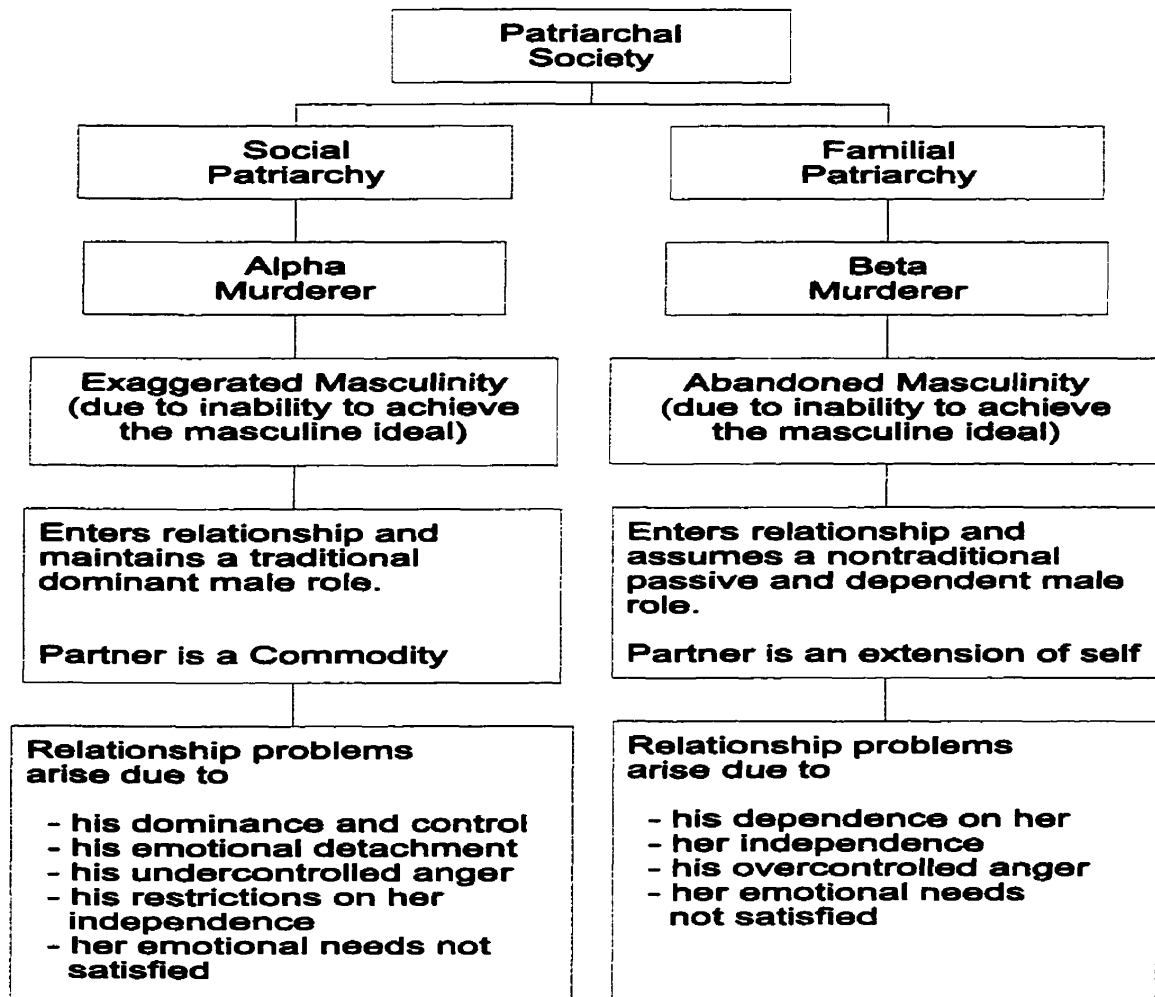 Patriarchal
Society
Social
Patriarchy
Familial
Patriarchy
Alpha
Murderer
Beta
Murderer
Exaggerated Masculinity
(due to inability to achieve
the masculine ideal)
Abandoned Masculinity
(due to inability to achieve
the masculine ideal)
Enters relationship and
maintains a traditional
dominant male role.
Partner is a Commodity
Enters relationship and
assumes a nontraditional
passive and dependent male
role.
Partner is an extension of self
Relationship problems
arise due to
- his dominance and control
- his emotional detachment
- his undercontrolled anger
- his restrictions on her
independence
- her emotional needs not
satisfied
Relationship problems
arise due to
- his dependence on her
- her independence
- his overcontrolled anger
- her emotional needs
not satisfied